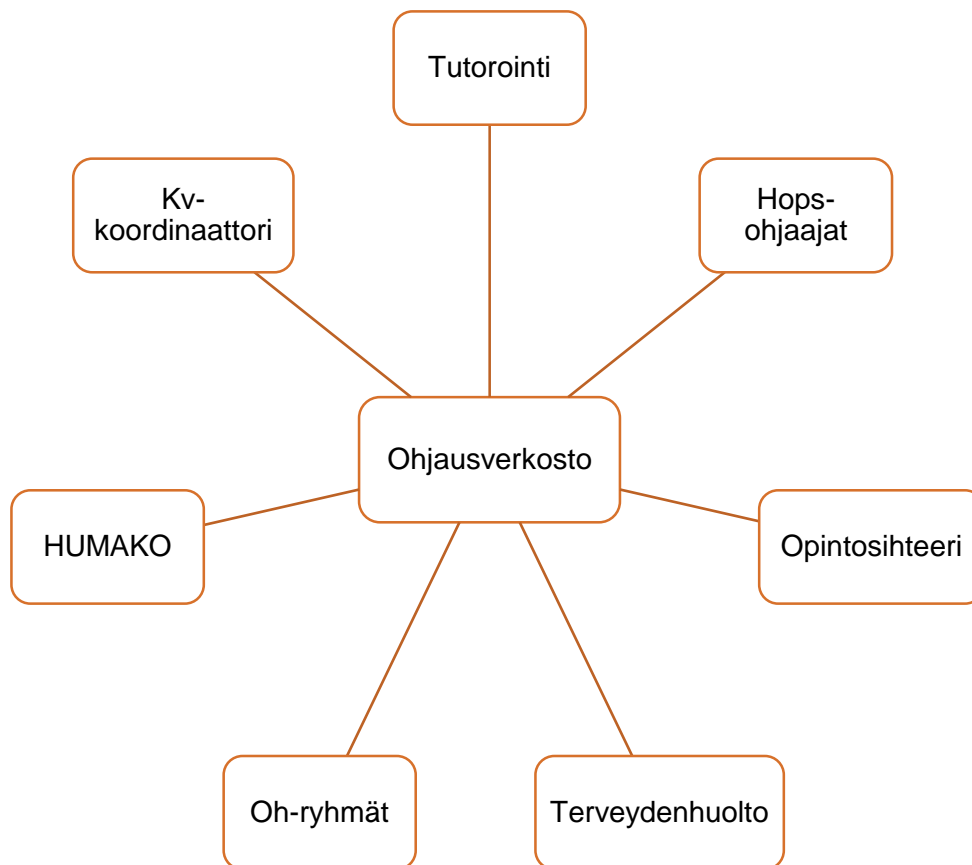 Tutorointi
Kv-
koordinaattori
Hops-
ohjaajat
Ohjausverkosto
HUMAKO
Opintosihteeri
Oh-ryhmät
Terveydenhuolto